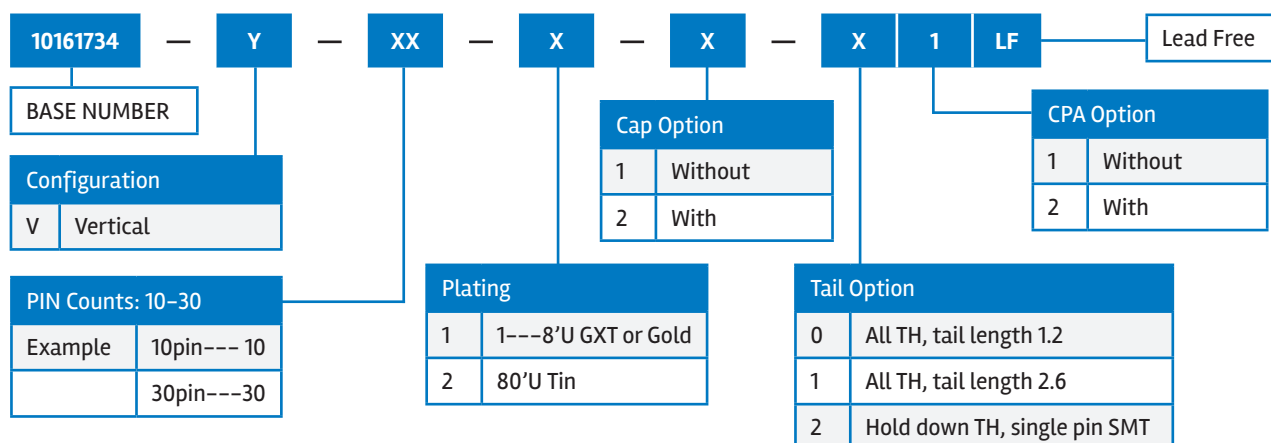 10161734 — Y — XX — X — X — X 1 LF Lead Free
BASE NUMBER
Configuration
V Vertical
PIN Counts: 10–30
Example 10pin--- 10
30pin---30
Plating
1 1---8’U GXT or Gold
2 80’U Tin
Cap Option
1 Without
2 With
Tail Option
0 All TH, tail length 1.2
1 All TH, tail length 2.6
2 Hold down TH, single pin SMT
CPA Option
1 Without
2 With